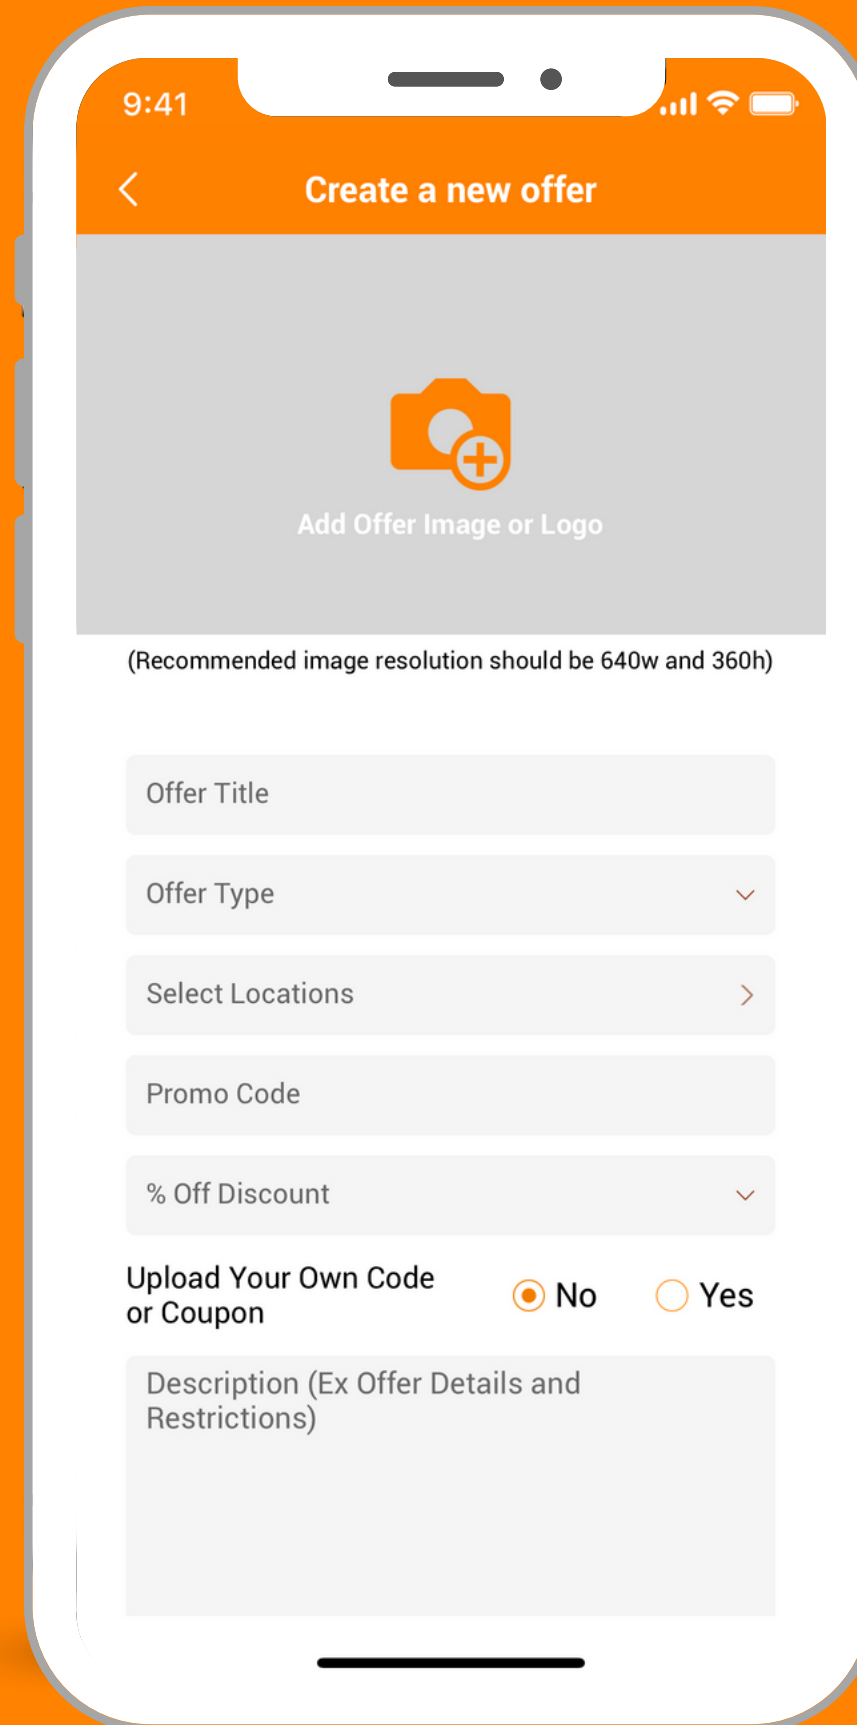 9:41
Create a new offer
Add Offer Image or Logo
(Recommended image resolution should be 640w and 360h)
Offer Title
Offer Type
Select Locations
Promo Code
% Off Discount
Upload Your Own Code
or Coupon
No
Yes
Description (Ex Offer Details and
Restrictions)